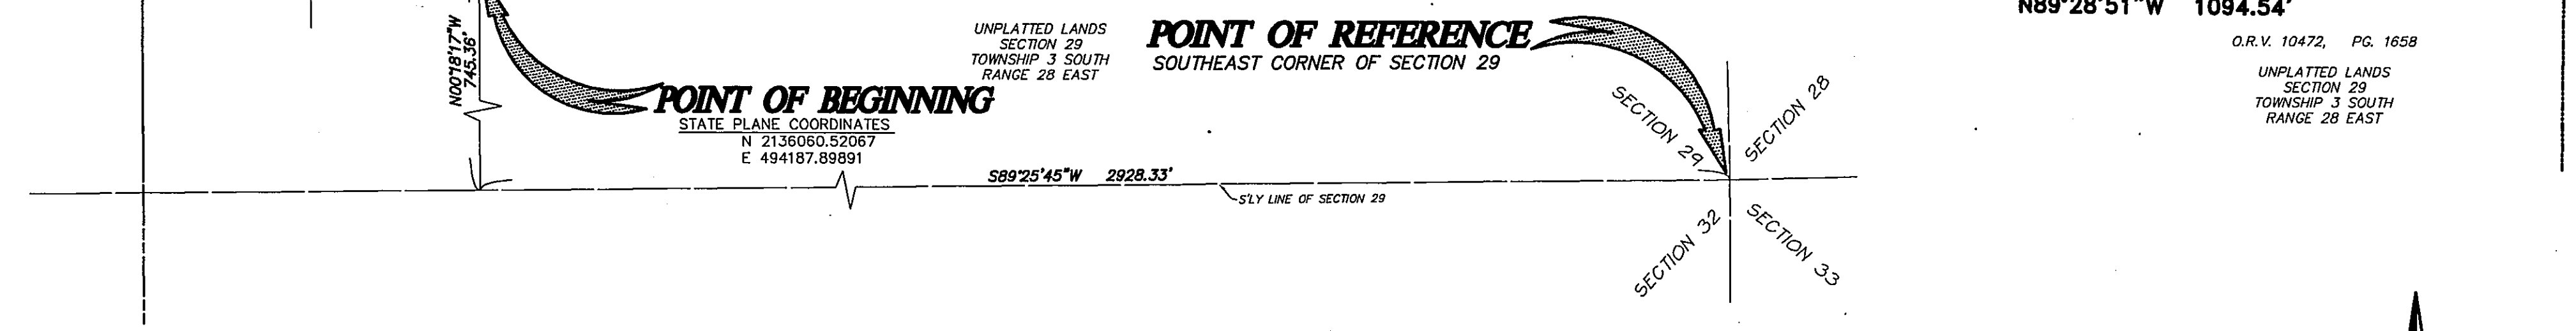 N89°28'51"W 1094.54'
UNPLATTED LANDS
SECTION 29
TOWNSHIP 3 SOUTH
RANGE 28 EAST
POINT OF REFERENCE
SOUTHEAST CORNER OF SECTION 29
O.R.V. 10472, PG. 1658
UNPLATTED LANDS
SECTION 29
TOWNSHIP 3 SOUTH
RANGE 28 EAST
N00°18'17"W
745.36'
POINT OF BEGINNING
STATE PLANE COORDINATES
N 2136060.52067
E 494187.89891
SECTION 29
SECTION 28
S89°25'45"W 2928.33'
S'LY LINE OF SECTION 29
SECTION 32
SECTION 33